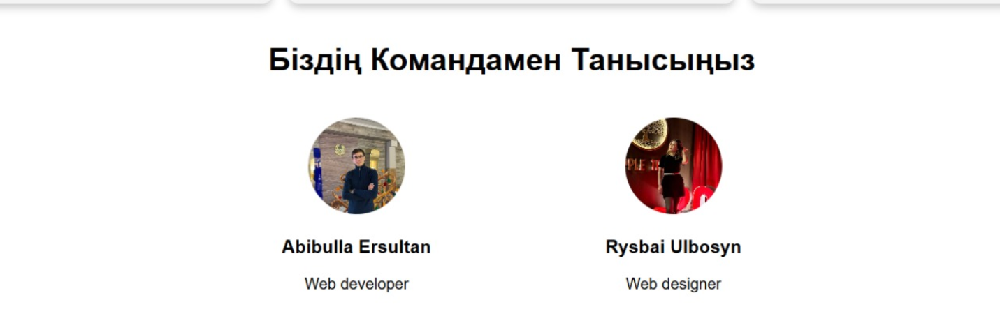 Біздің Командамен Танысыңыз
Abibulla Ersultan
Rysbai Ulbosyn
Web developer
Web designer